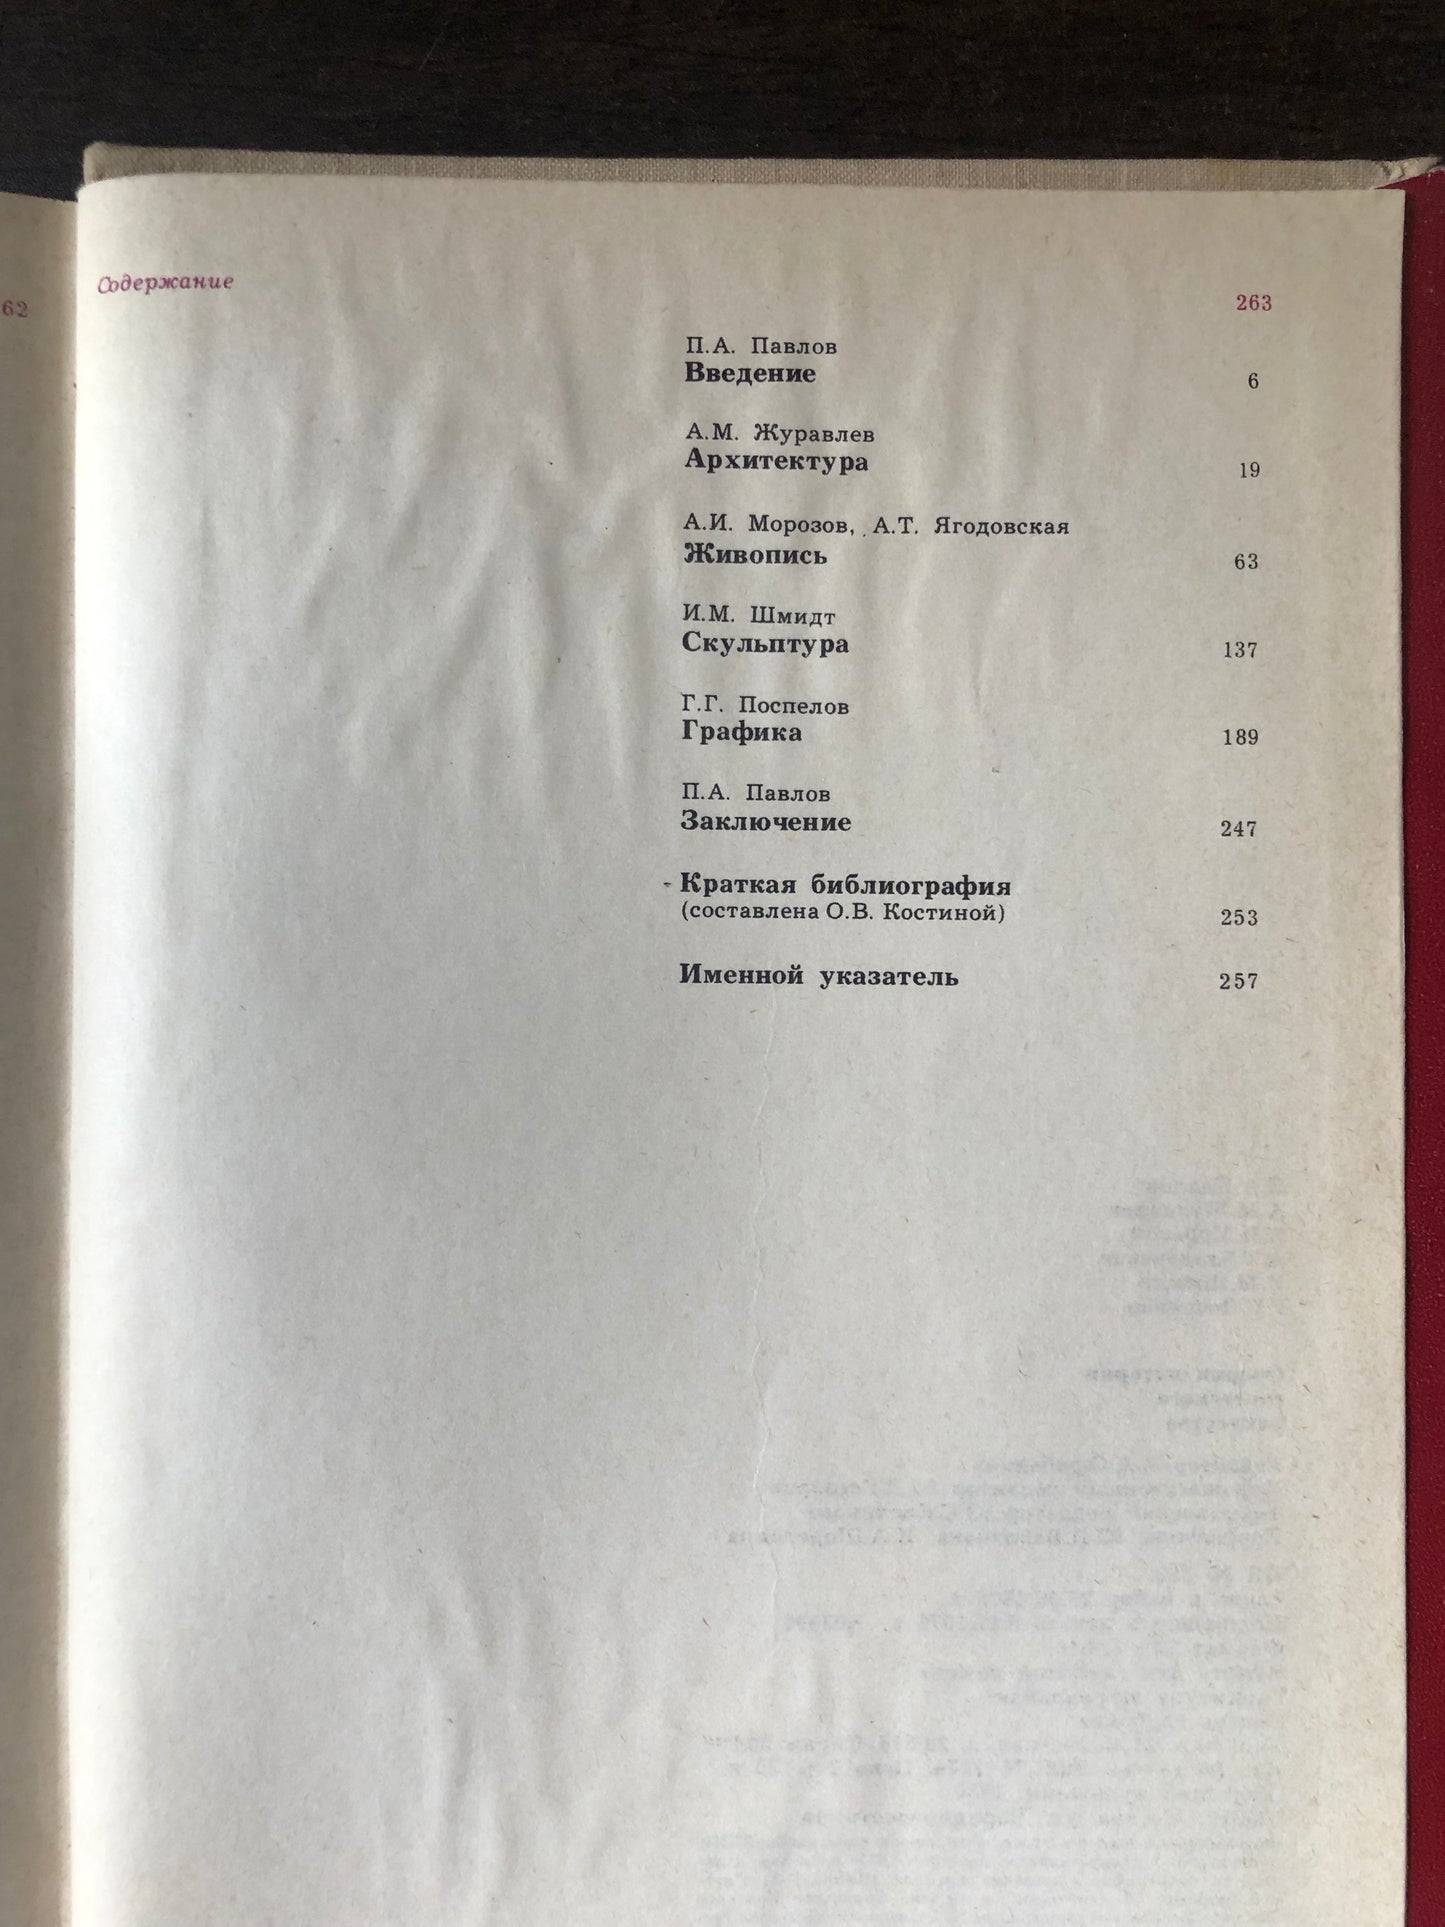 Содержание
62
263
П.А. Павлов
Введение 6
А.М. Журавлев
Архитектура 19
А.И. Морозов, А.Т. Ягодовская
Живопись 63
И.М. Шмидт
Скульптура 137
Г.Г. Поспелов
Графика 189
П.А. Павлов
Заключение 247
Краткая библиография
(составлена О.В. Костиной) 253
Именной указатель 257